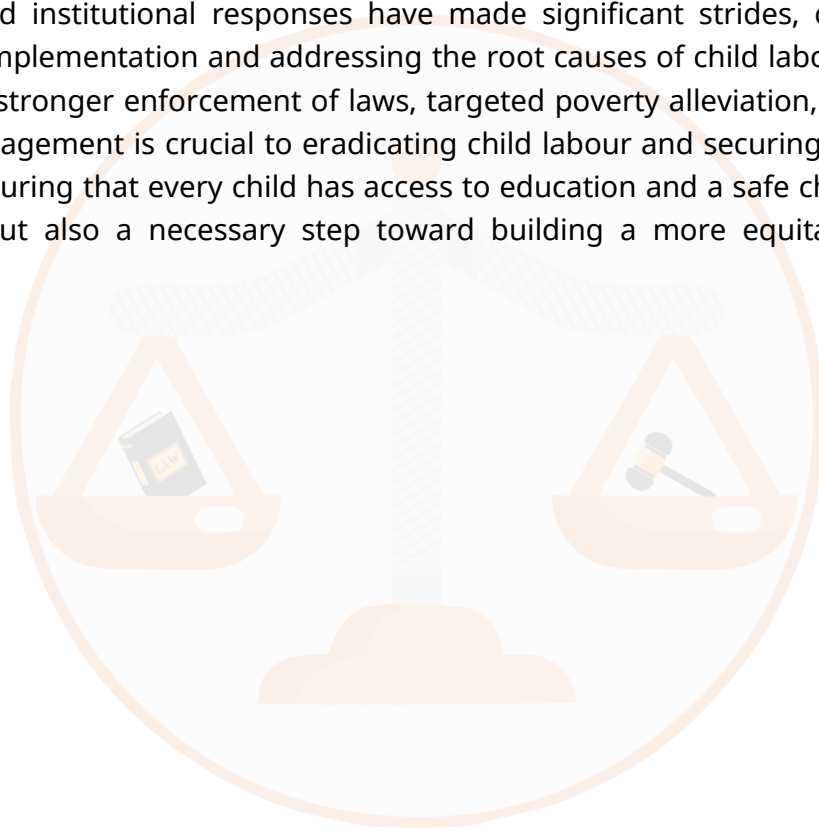 d institutional responses have made significant strides, c
mplementation and addressing the root causes of child labo
stronger enforcement of laws, targeted poverty alleviation,
agement is crucial to eradicating child labour and securing
uring that every child has access to education and a safe ch
ut also a necessary step toward building a more equita
LAW